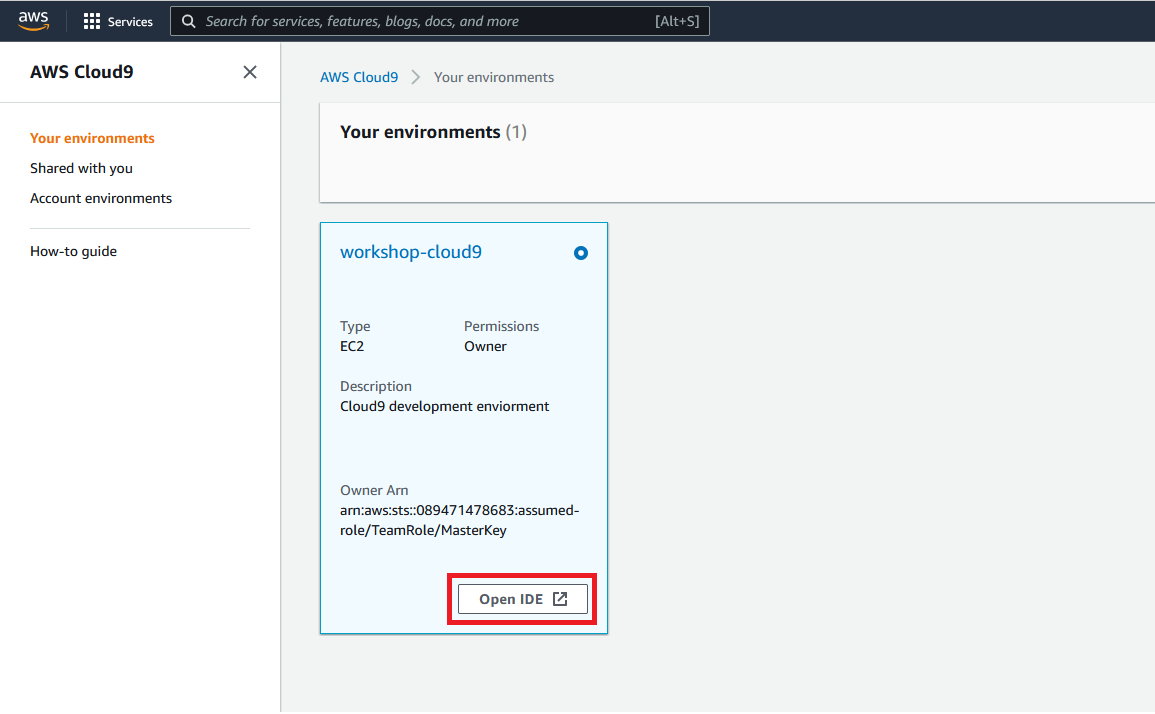 aws
Services
Search for services, features, blogs, docs, and more
[Alt+S]
AWS Cloud9
Your environments
Shared with you
Account environments
How-to guide
AWS Cloud9
Your environments
Your environments (1)
workshop-cloud9
Type
EC2
Permissions
Owner
Description
Cloud9 development enviorment
Owner Arn
arn:aws:sts::089471478683:assumed-
role/TeamRole/MasterKey
Open IDE